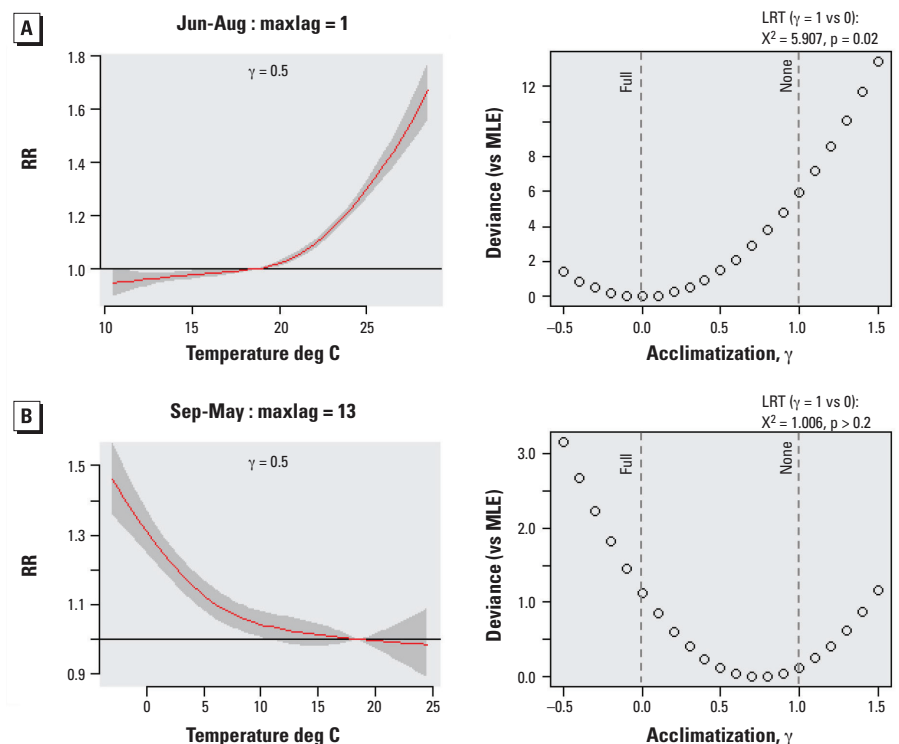 A
Jun-Aug : maxlag = 1
γ = 0.5
RR
1.8
1.6
1.4
1.2
1.0
10 15 20 25
Temperature deg C
LRT (γ = 1 vs 0):
X² = 5.907, p = 0.02
Full
None
Deviance (vs MLE)
12
6
4
2
0
–0.5 0.0 0.5 1.0 1.5
Acclimatization, γ
B
Sep-May : maxlag = 13
γ = 0.5
RR
1.5
1.3
1.1
0.9
0 5 10 15 20 25
Temperature deg C
LRT (γ = 1 vs 0):
X² = 1.006, p > 0.2
Full
None
Deviance (vs MLE)
3.0
2.0
1.0
0.0
–0.5 0.0 0.5 1.0 1.5
Acclimatization, γ